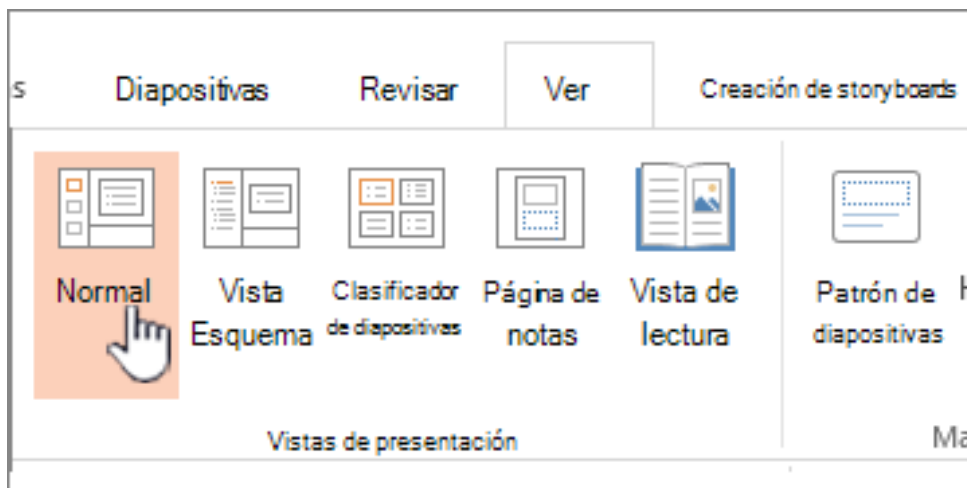 s Diapositivas Revisar Ver Creación de storyboards
Normal Vista Clasificador Página de Vista de Patrón de H
Esquema de diapositivas notas lectura diapositivas
Vistas de presentación Ma